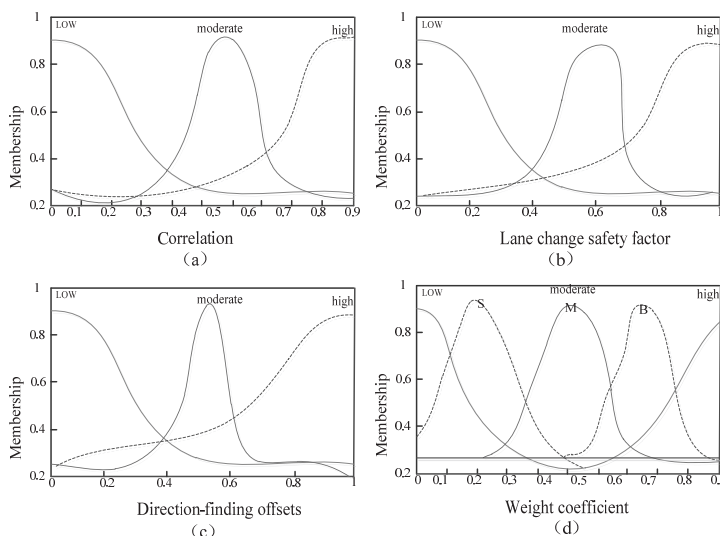 1
LOW
moderate
high
0.8
0.6
0.4
0.2
Membership
0 0.1 0.2 0.3 0.4 0.5 0.6 0.7 0.9
Correlation
(a)
1
LOW
moderate
high
0.8
0.6
0.4
0.2
Membership
0 0.2 0.4 0.6 0.8 1
Lane change safety factor
(b)
1
LOW
moderate
high
0.8
0.6
0.4
0.2
Membership
0 0.2 0.4 0.6 0.8 1
Direction-finding offsets
(c)
1
LOW
moderate
high
S
M
B
0.8
0.6
0.4
0.2
Membership
0 0.1 0.2 0.3 0.4 0.5 0.6 0.7 0.8 0.9
Weight coefficient
(d)